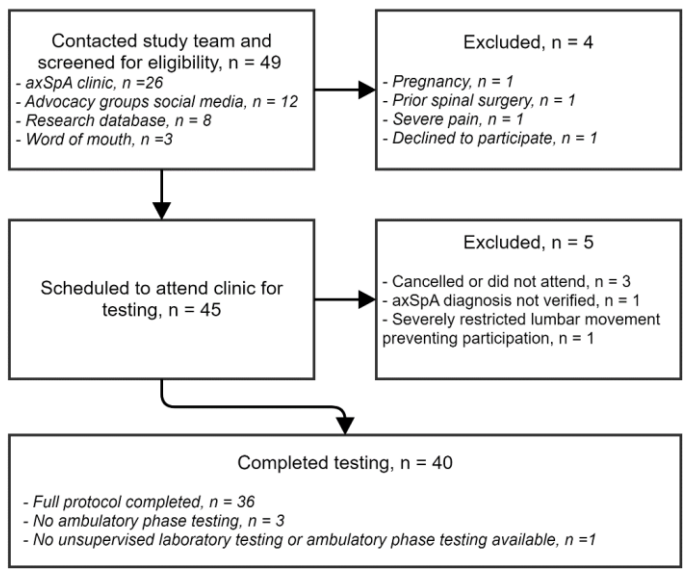 Contacted study team and
screened for eligibility, n = 49
- axSpA clinic, n =26
- Advocacy groups social media, n = 12
- Research database, n = 8
- Word of mouth, n =3
Excluded, n = 4
- Pregnancy, n = 1
- Prior spinal surgery, n = 1
- Severe pain, n = 1
- Declined to participate, n = 1
Scheduled to attend clinic for
testing, n = 45
Excluded, n = 5
- Cancelled or did not attend, n = 3
- axSpA diagnosis not verified, n = 1
- Severely restricted lumbar movement
preventing participation, n = 1
Completed testing, n = 40
- Full protocol completed, n = 36
- No ambulatory phase testing, n = 3
- No unsupervised laboratory testing or ambulatory phase testing available, n =1